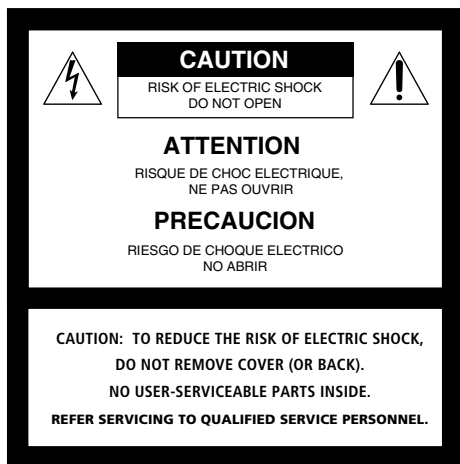 CAUTION
RISK OF ELECTRIC SHOCK
DO NOT OPEN
ATTENTION
RISQUE DE CHOC ELECTRIQUE,
NE PAS OUVRIR
PRECAUCION
RIESGO DE CHOQUE ELECTRICO
NO ABRIR
CAUTION: TO REDUCE THE RISK OF ELECTRIC SHOCK,
DO NOT REMOVE COVER (OR BACK).
NO USER-SERVICEABLE PARTS INSIDE.
REFER SERVICING TO QUALIFIED SERVICE PERSONNEL.